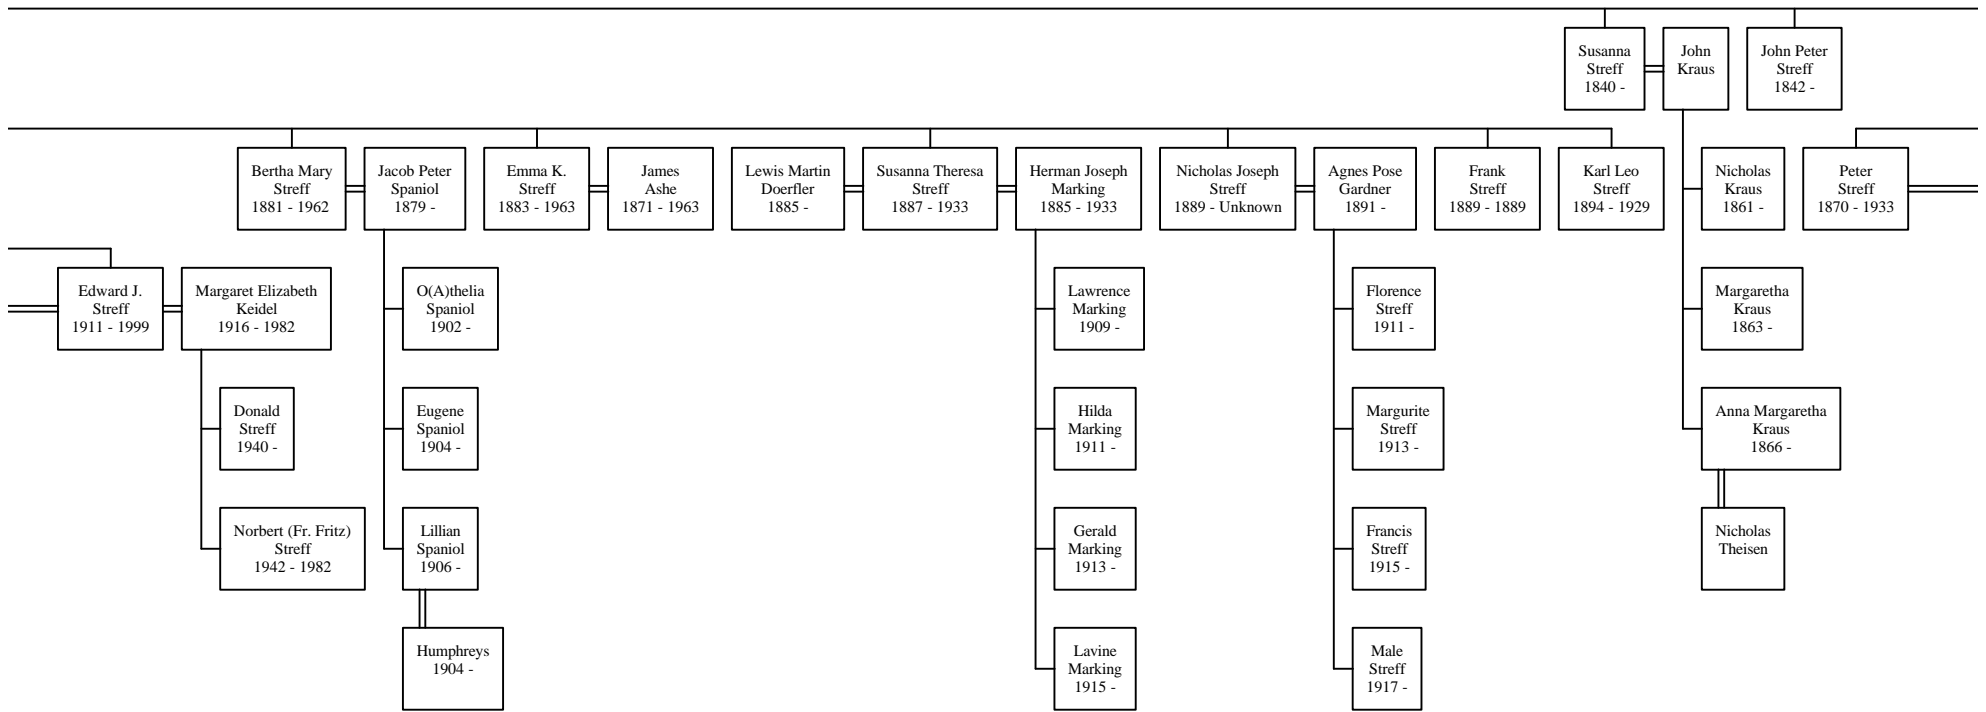 Susanna
Streff
1840 -
John
Kraus
John Peter
Streff
1842 -
Bertha Mary
Streff
1881 - 1962
Jacob Peter
Spaniol
1879 -
Emma K.
Streff
1883 - 1963
James
Ashe
1871 - 1963
Lewis Martin
Doerfler
1885 -
Susanna Theresa
Streff
1887 - 1933
Herman Joseph
Marking
1885 - 1933
Nicholas Joseph
Streff
1889 - Unknown
Agnes Pose
Gardner
1891 -
Frank
Streff
1889 - 1889
Karl Leo
Streff
1894 - 1929
Nicholas
Kraus
1861 -
Peter
Streff
1870 - 1933
Edward J.
Streff
1911 - 1999
Margaret Elizabeth
Keidel
1916 - 1982
O(A)thelia
Spaniol
1902 -
Lawrence
Marking
1909 -
Florence
Streff
1911 -
Margaretha
Kraus
1863 -
Donald
Streff
1940 -
Eugene
Spaniol
1904 -
Hilda
Marking
1911 -
Margurite
Streff
1913 -
Anna Margaretha
Kraus
1866 -
Norbert (Fr. Fritz)
Streff
1942 - 1982
Lillian
Spaniol
1906 -
Gerald
Marking
1913 -
Francis
Streff
1915 -
Nicholas
Theisen
Humphreys
1904 -
Lavine
Marking
1915 -
Male
Streff
1917 -